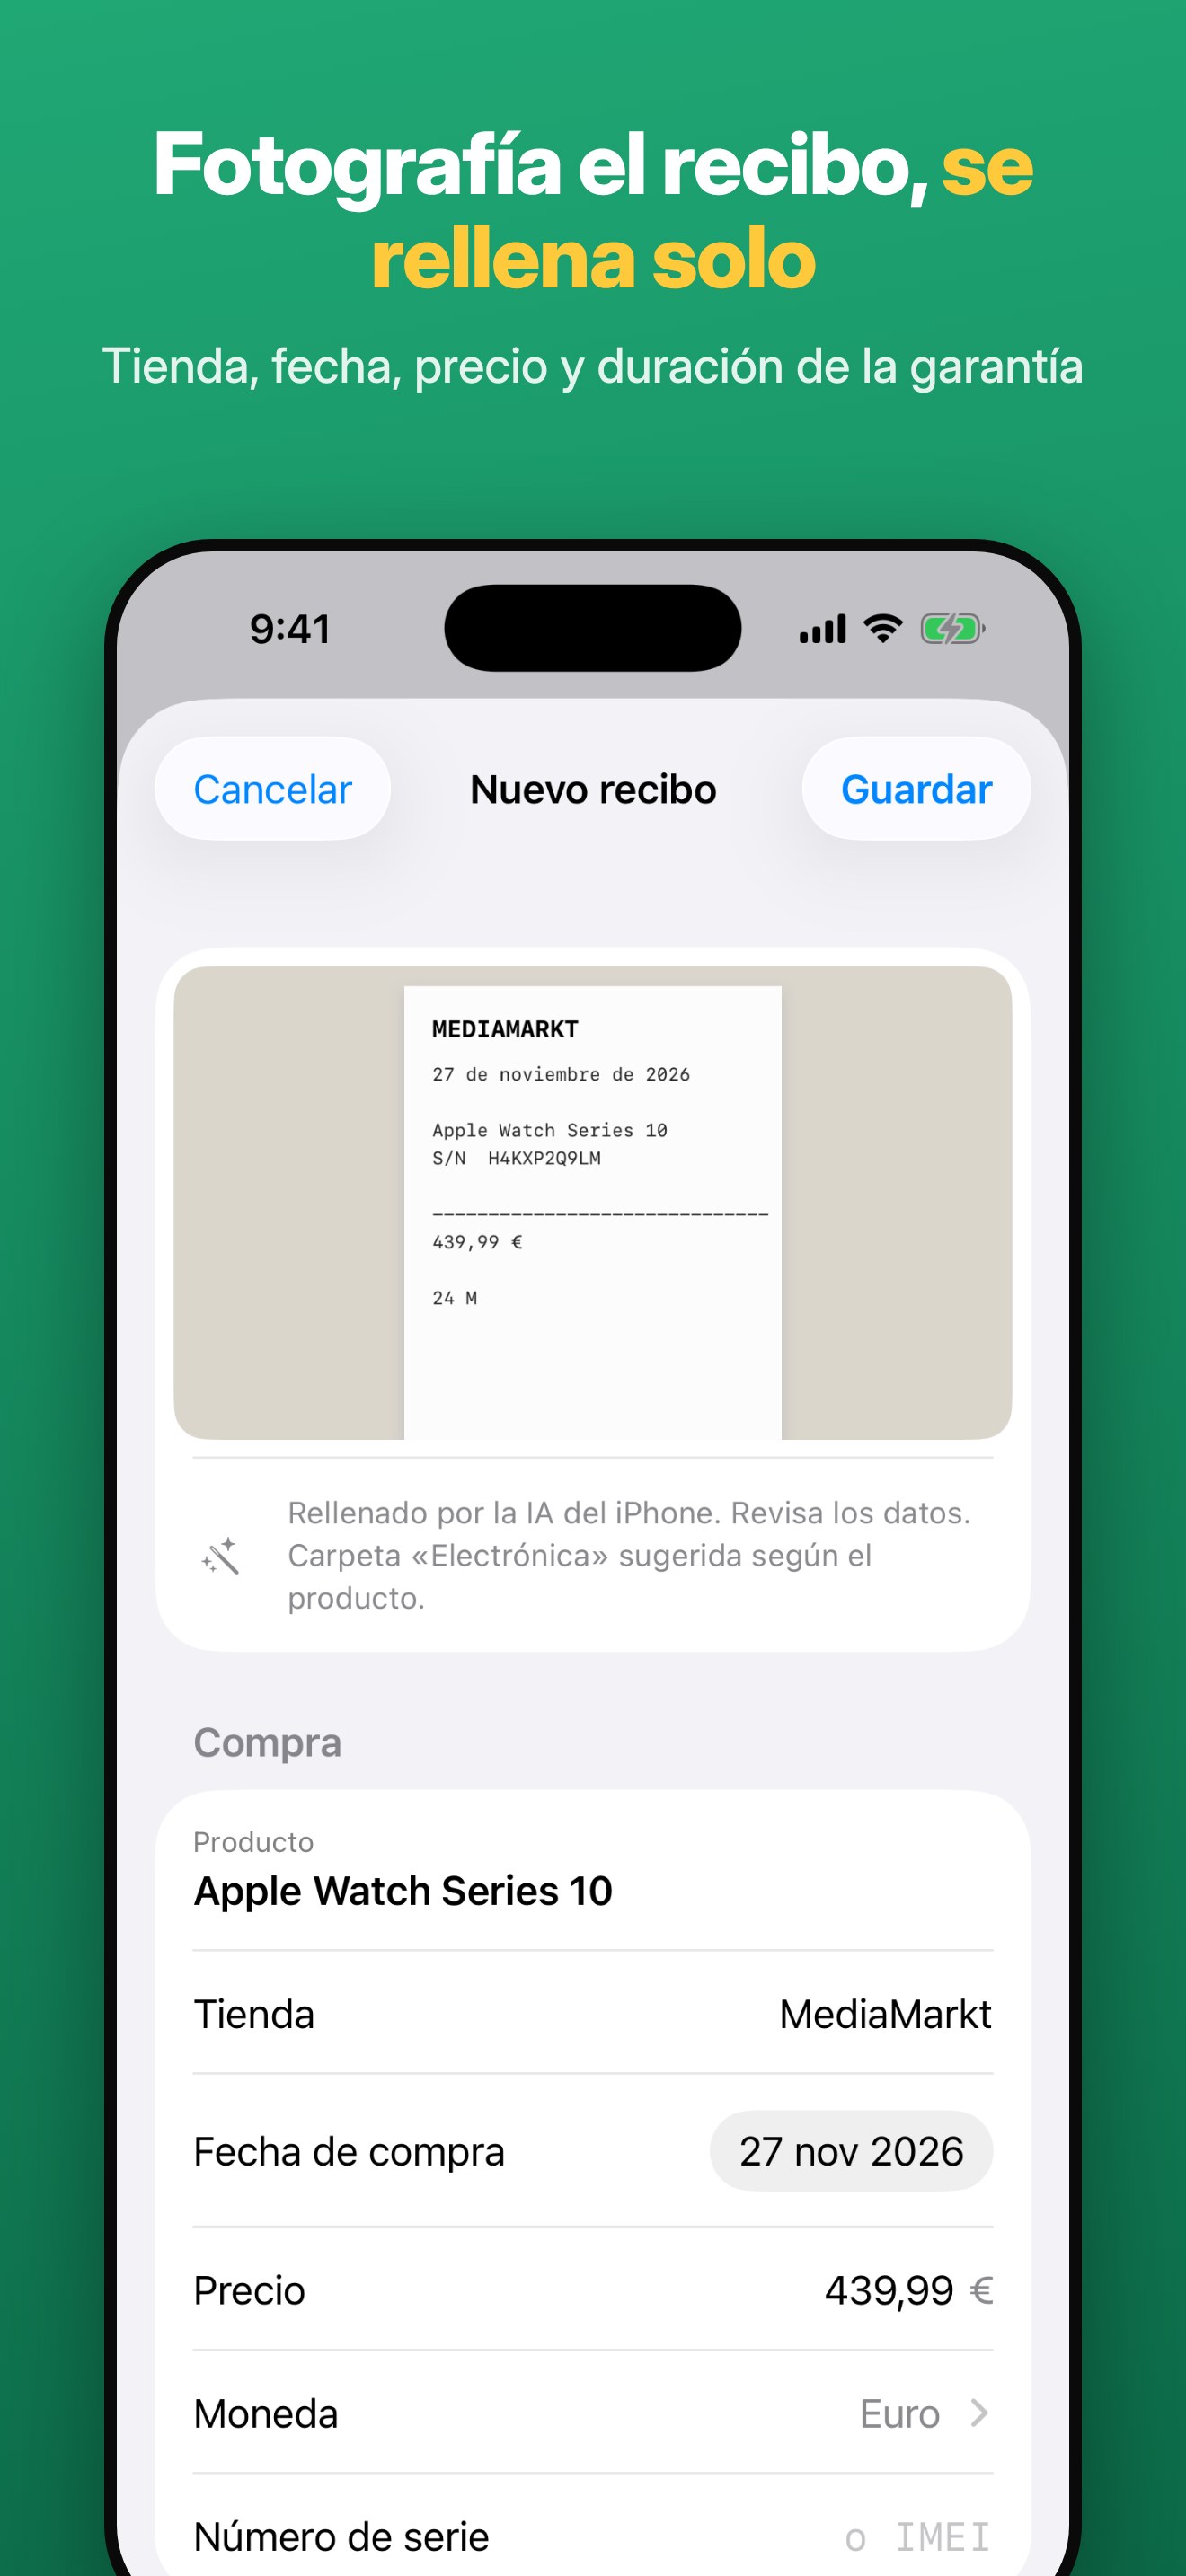 Fotografía el recibo, se
rellena solo
Tienda, fecha, precio y duración de la garantía
9:41
Cancelar
Nuevo recibo
Guardar
MEDIAMARKT
27 de noviembre de 2026
Apple Watch Series 10
S/N H4KXP2Q9LM
------------------------------
439,99 €
24 M
Rellenado por la IA del iPhone. Revisa los datos.
Carpeta «Electrónica» sugerida según el
producto.
Compra
Producto
Apple Watch Series 10
Tienda MediaMarkt
Fecha de compra 27 nov 2026
Precio 439,99 €
Moneda Euro
Número de serie o IMEI